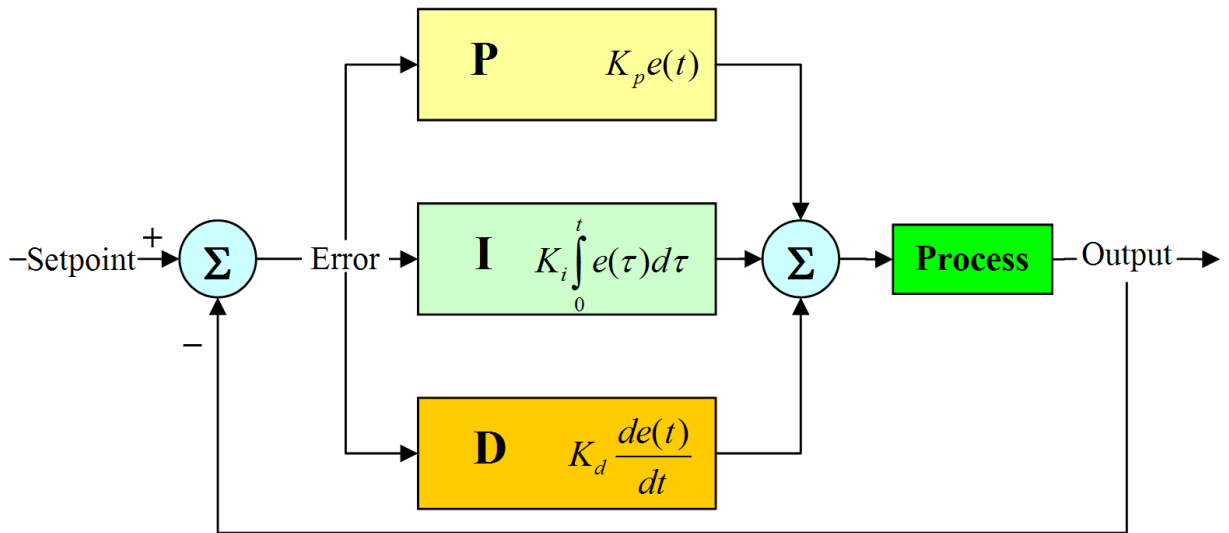 P K_p e(t)
–Setpoint + Σ Error I K_i ∫_0^t e(τ)dτ Σ Process Output
–
D K_d de(t)/dt